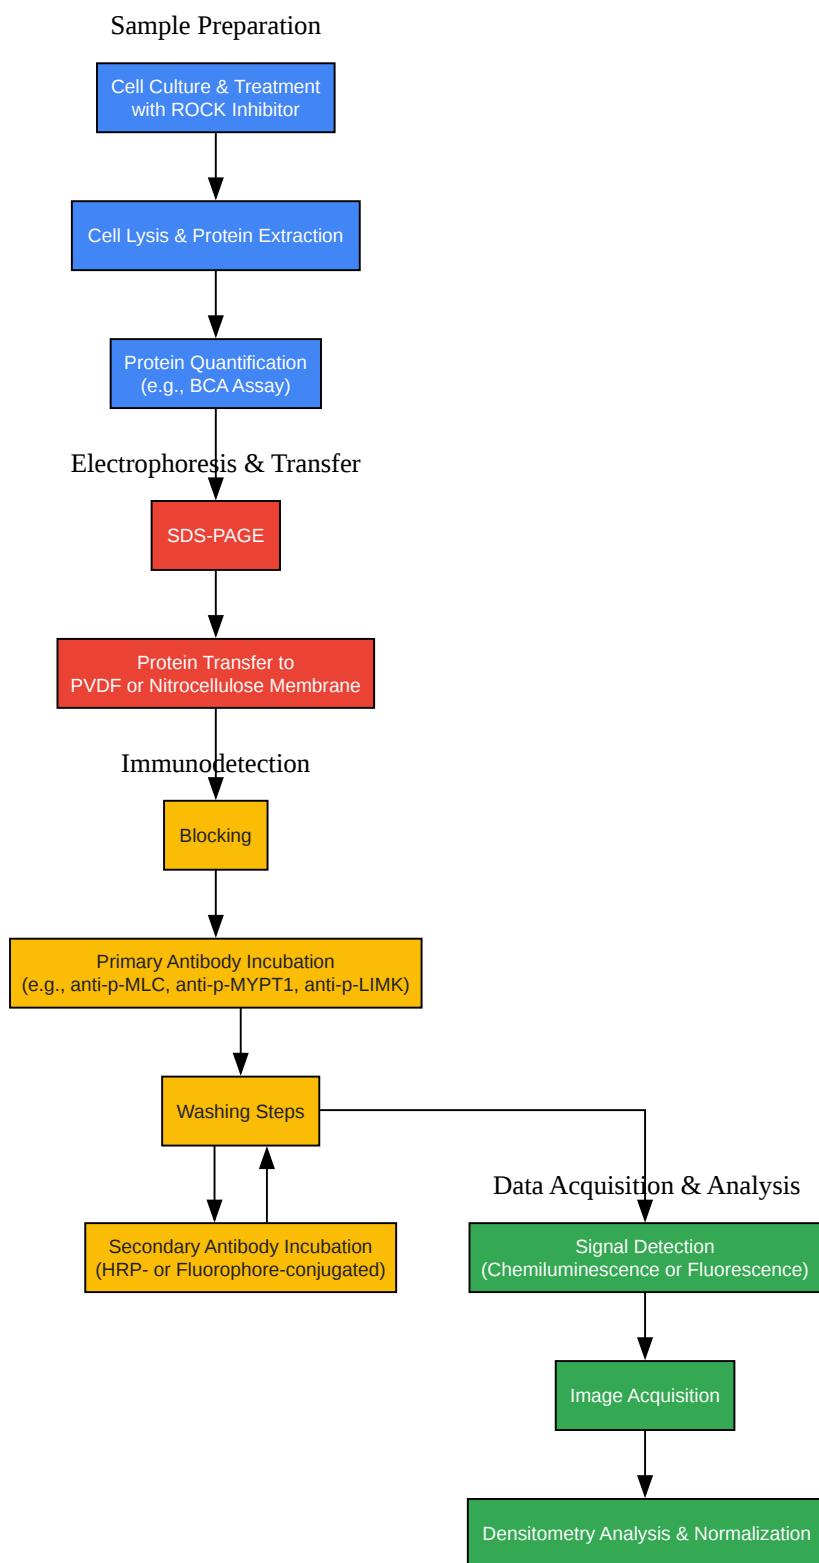 Sample Preparation
Cell Culture & Treatment
with ROCK Inhibitor
Cell Lysis & Protein Extraction
Protein Quantification
(e.g., BCA Assay)
Electrophoresis & Transfer
SDS-PAGE
Protein Transfer to
PVDF or Nitrocellulose Membrane
Immunodetection
Blocking
Primary Antibody Incubation
(e.g., anti-p-MLC, anti-p-MYPT1, anti-p-LIMK)
Washing Steps
Secondary Antibody Incubation
(HRP- or Fluorophore-conjugated)
Data Acquisition & Analysis
Signal Detection
(Chemiluminescence or Fluorescence)
Image Acquisition
Densitometry Analysis & Normalization